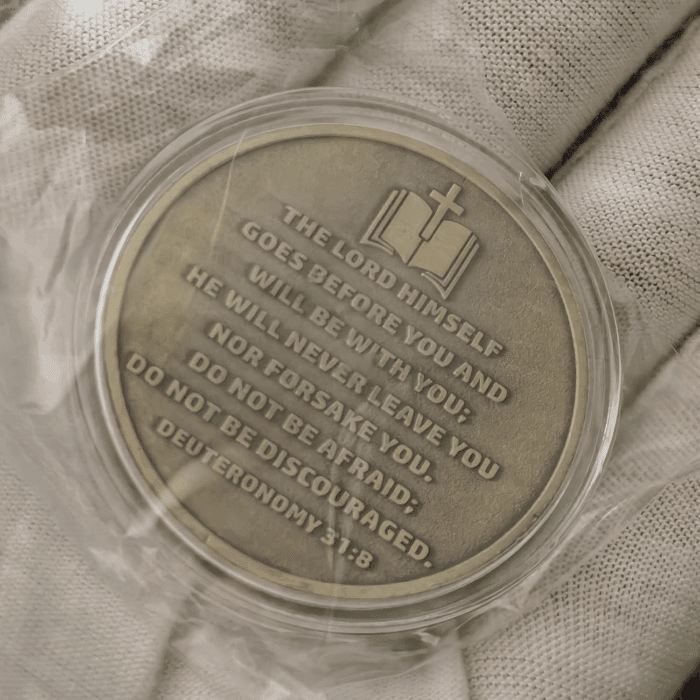 THE LORD HIMSELF
GOES BEFORE YOU AND
WILL BE WITH YOU;
HE WILL NEVER LEAVE YOU
NOR FORSAKE YOU.
DO NOT BE AFRAID;
DO NOT BE DISCOURAGED.
DEUTERONOMY 31:8